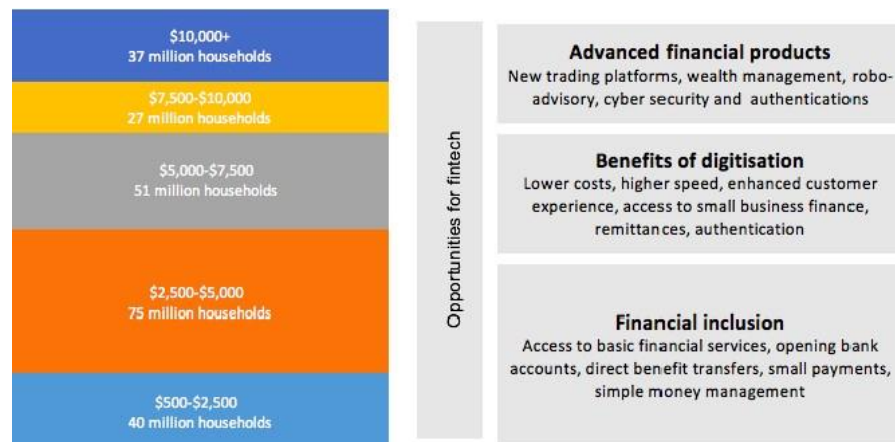 $10,000+
37 million households
$7,500-$10,000
27 million households
$5,000-$7,500
51 million households
$2,500-$5,000
75 million households
$500-$2,500
40 million households
Opportunities for fintech
Advanced financial products
New trading platforms, wealth management, robo-
advisory, cyber security and authentications
Benefits of digitisation
Lower costs, higher speed, enhanced customer
experience, access to small business finance,
remittances, authentication
Financial inclusion
Access to basic financial services, opening bank
accounts, direct benefit transfers, small payments,
simple money management